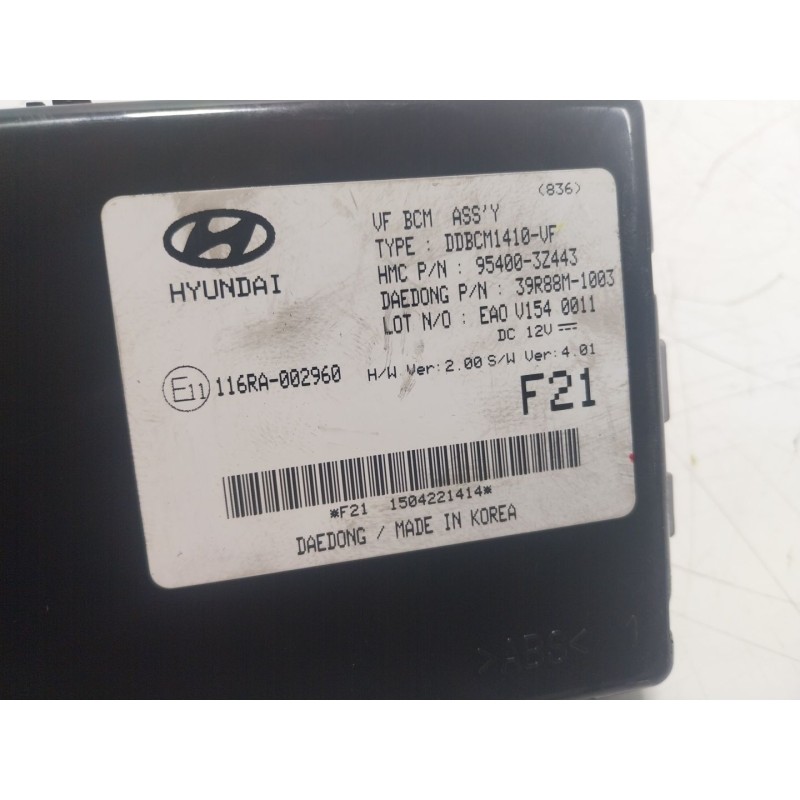 (836)
VF BCM ASS'Y
TYPE : DDBCM1410-VF
HMC P/N : 95400-3Z443
DAEDONG P/N : 39R88M-1003
LOT N/O : EAO V154 0011
DC 12V
HYUNDAI
E11 116RA-002960
H/W Ver:2.00 S/W Ver:4.01
F21
*F21 1504221414*
DAEDONG / MADE IN KOREA
>ABS<